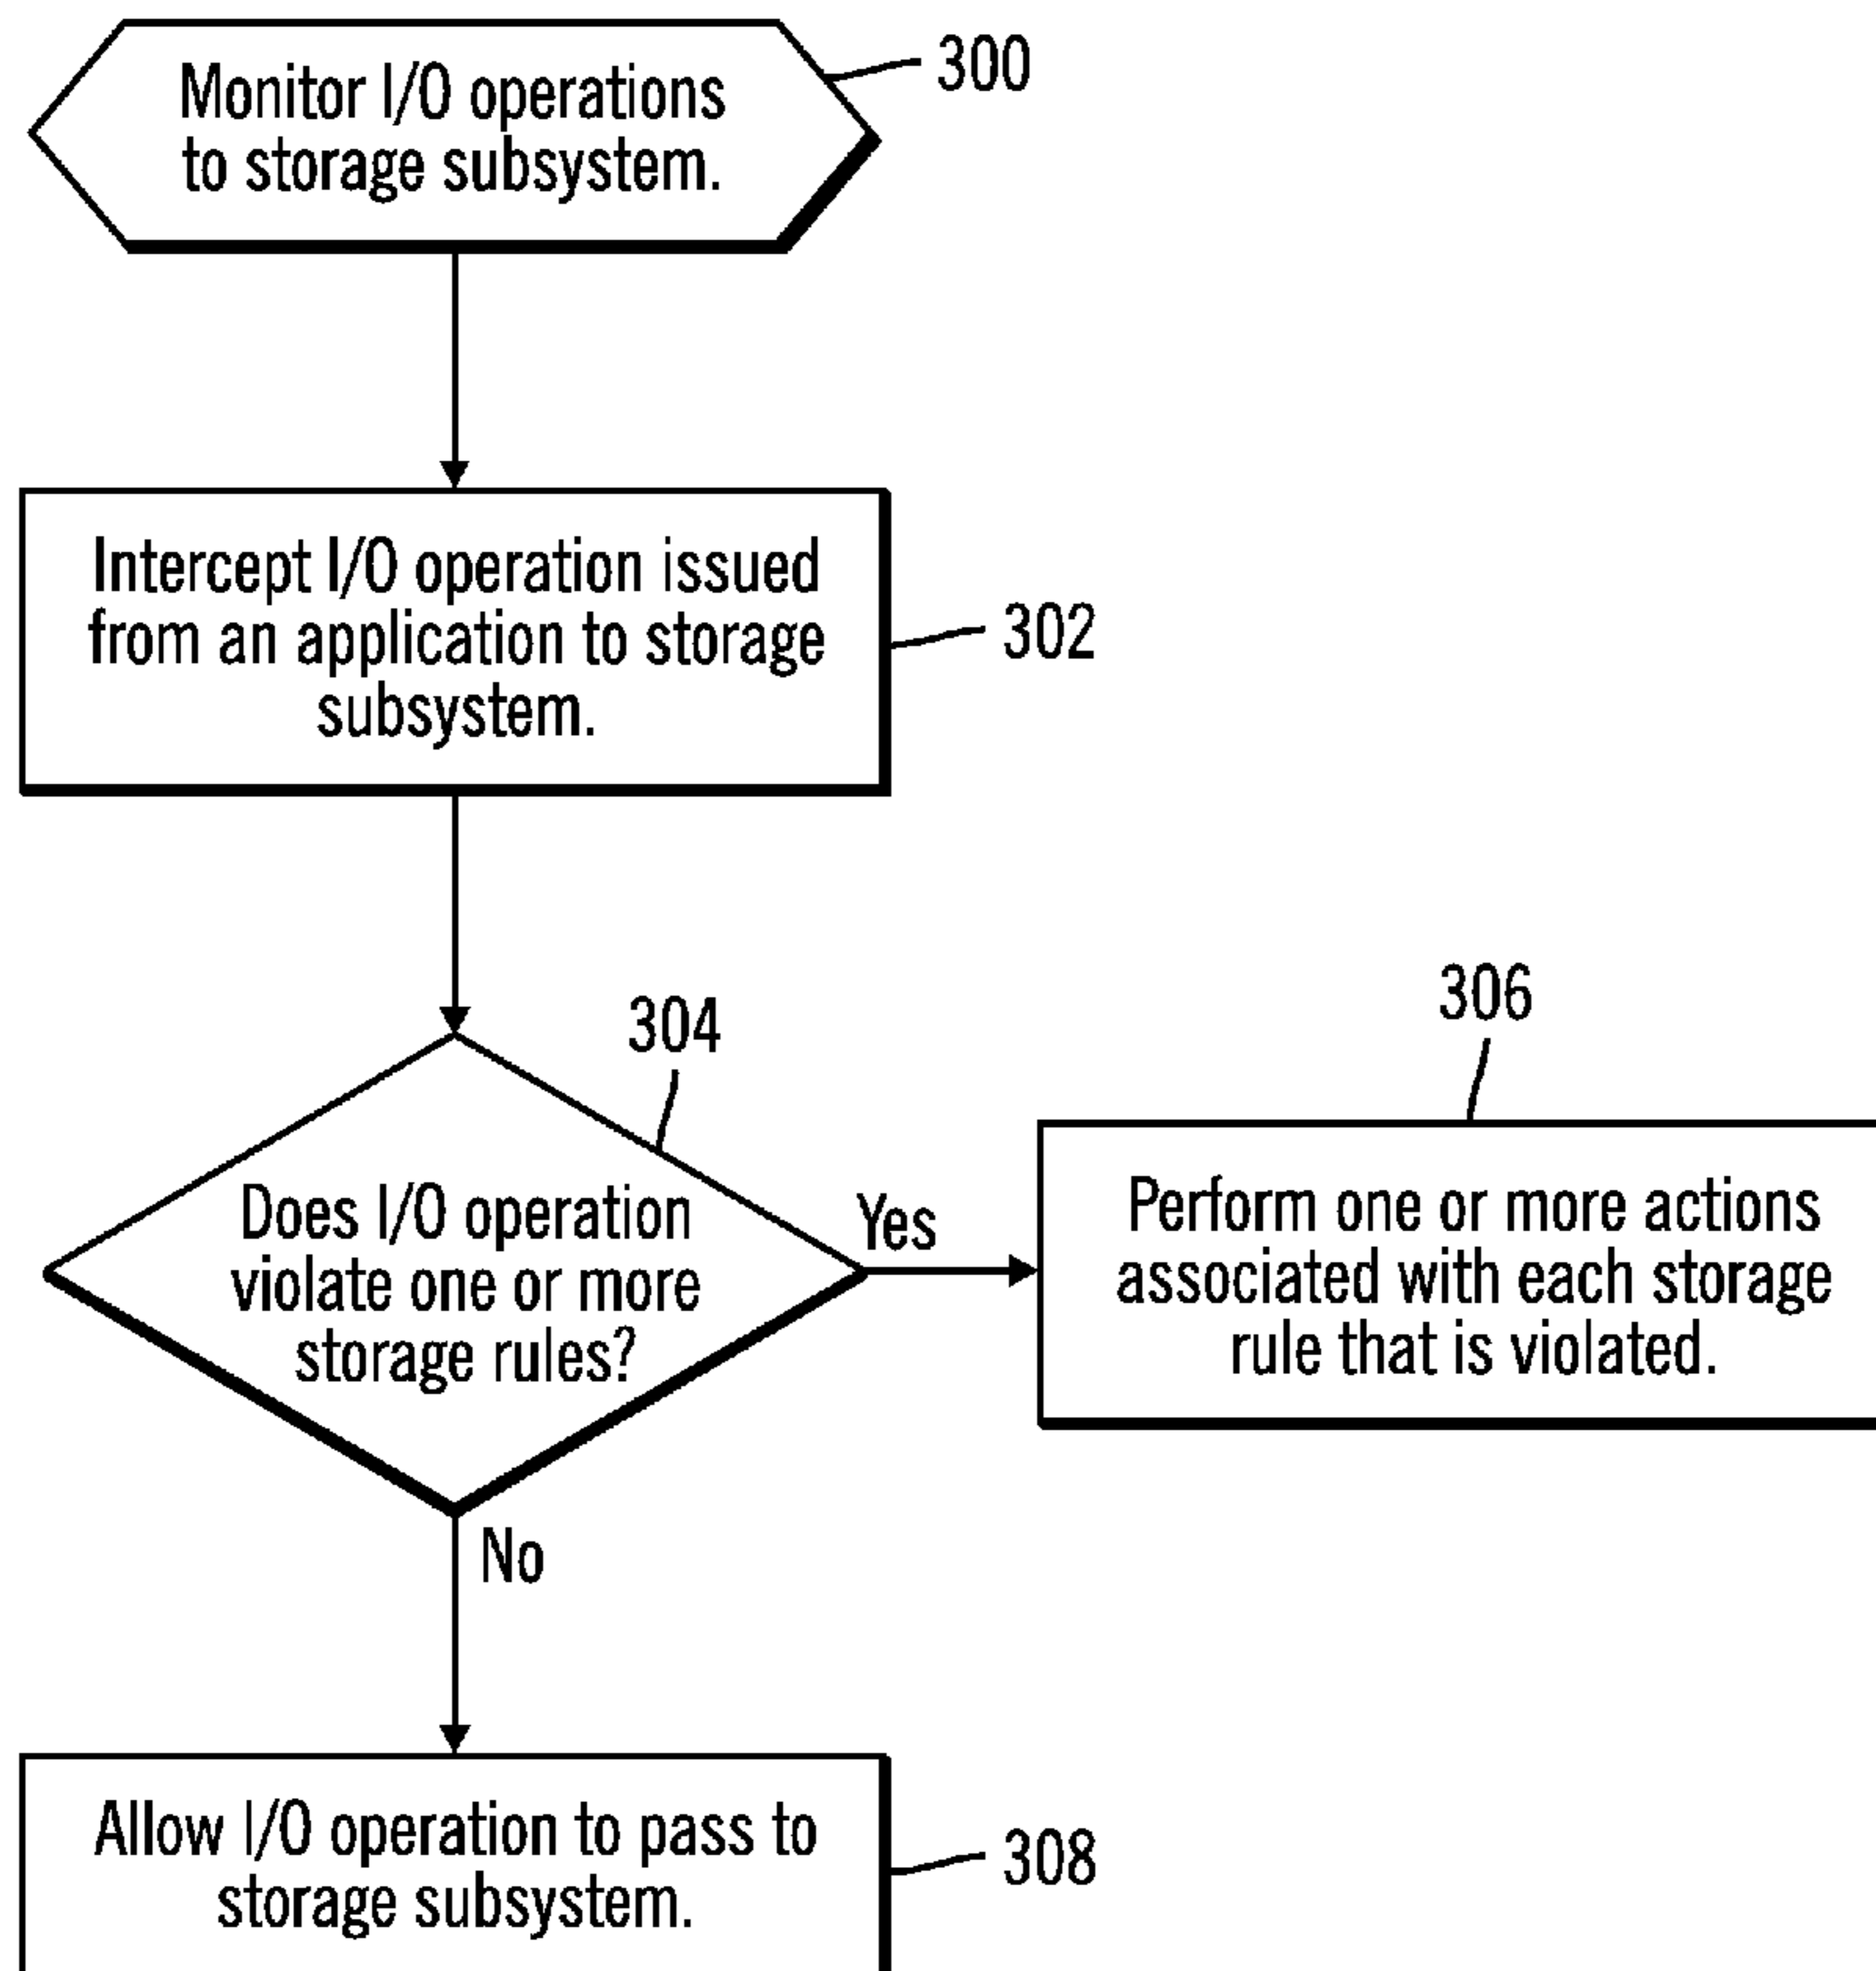 Monitor I/O operations
to storage subsystem.
300
Intercept I/O operation issued
from an application to storage
subsystem.
302
304
Does I/O operation
violate one or more
storage rules?
Yes
306
Perform one or more actions
associated with each storage
rule that is violated.
No
Allow I/O operation to pass to
storage subsystem.
308